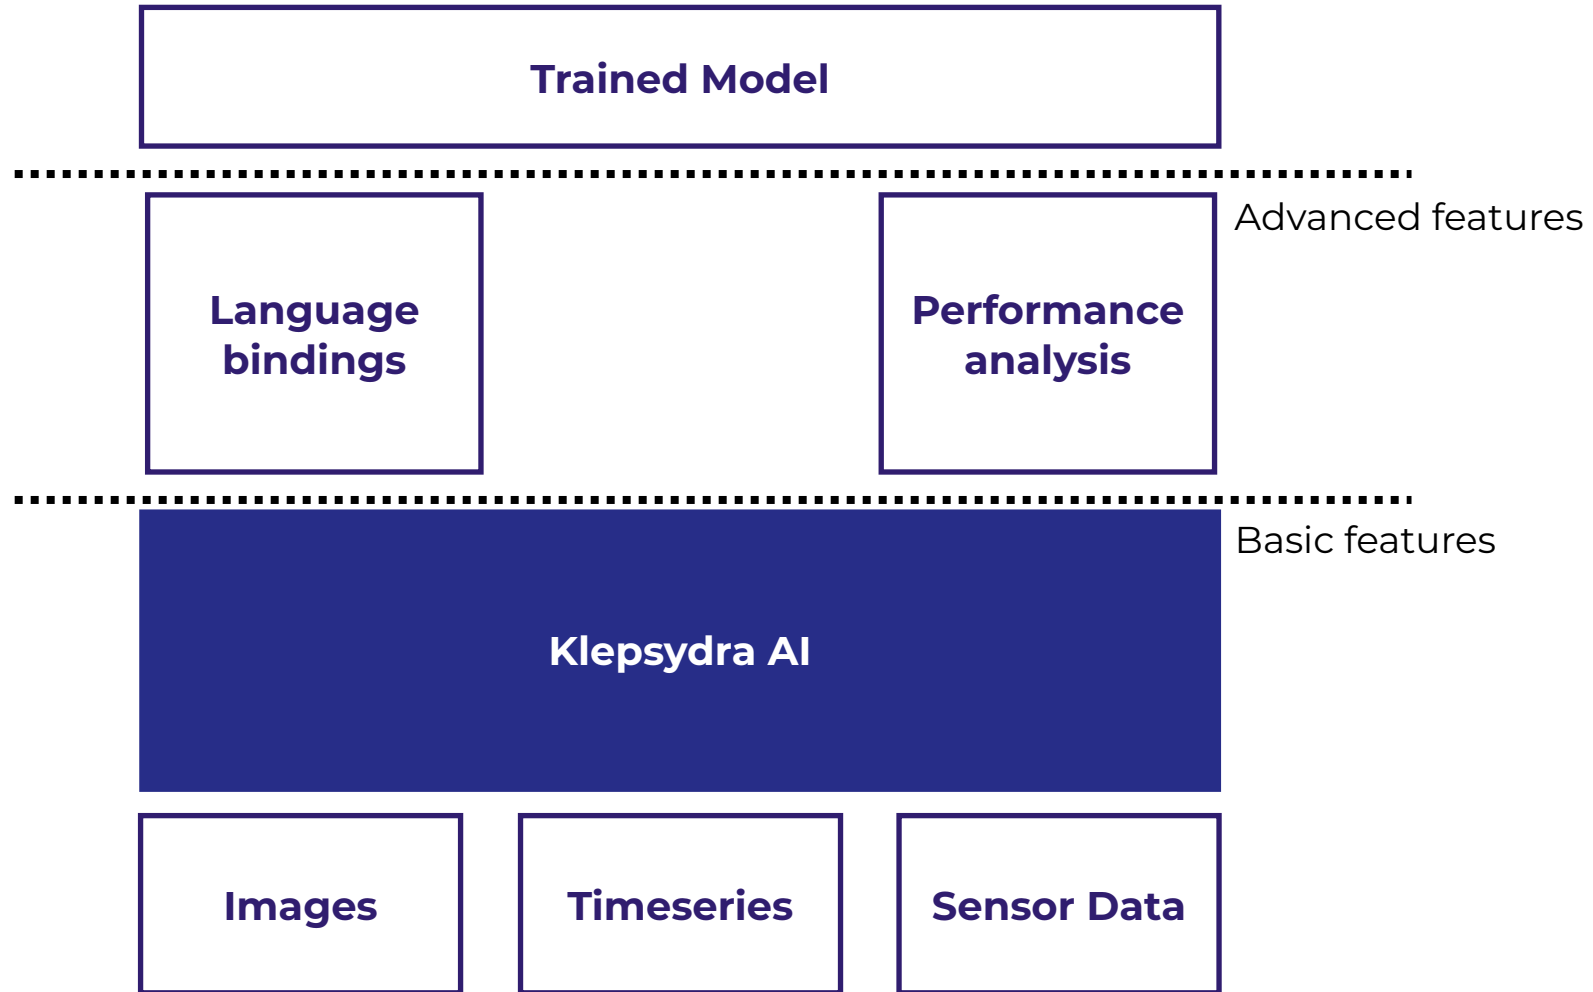 Trained Model
Advanced features
Language
bindings
Performance
analysis
Basic features
Klepsydra AI
Images
Timeseries
Sensor Data